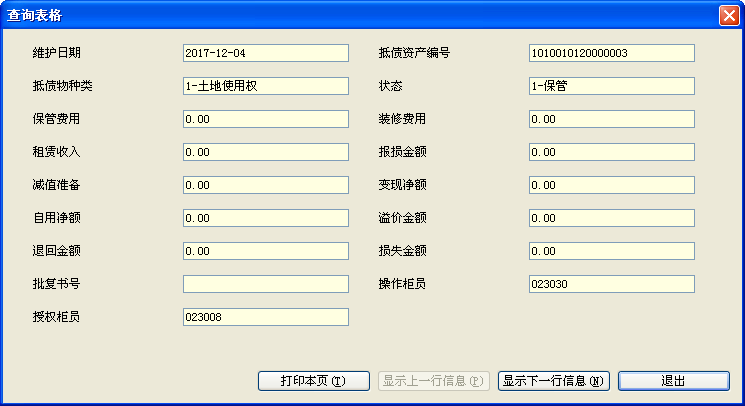 查询表格
维护日期 2017-12-04 抵债资产编号 1010010120000003
抵债物种类 1-土地使用权 状态 1-保管
保管费用 0.00 装修费用 0.00
租赁收入 0.00 报损金额 0.00
减值准备 0.00 变现净额 0.00
自用净额 0.00 溢价金额 0.00
退回金额 0.00 损失金额 0.00
批复书号 操作柜员 023030
授权柜员 023008
打印本页(T) 显示上一行信息(P) 显示下一行信息(N) 退出